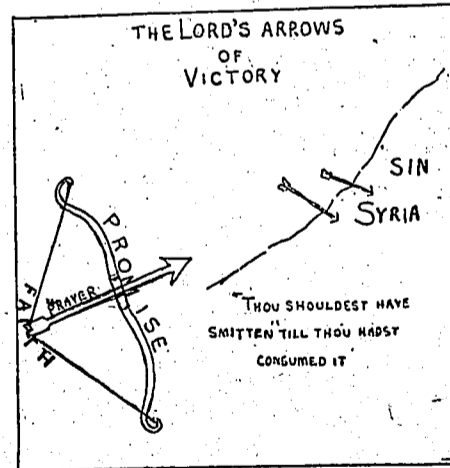 THE LORD'S ARROWS
OF
VICTORY
SIN
SYRIA
PROMISE
PRAYER
FAITH
"THOU SHOULDEST HAVE
SMITTEN" TILL THOU HADST
CONSUMED IT